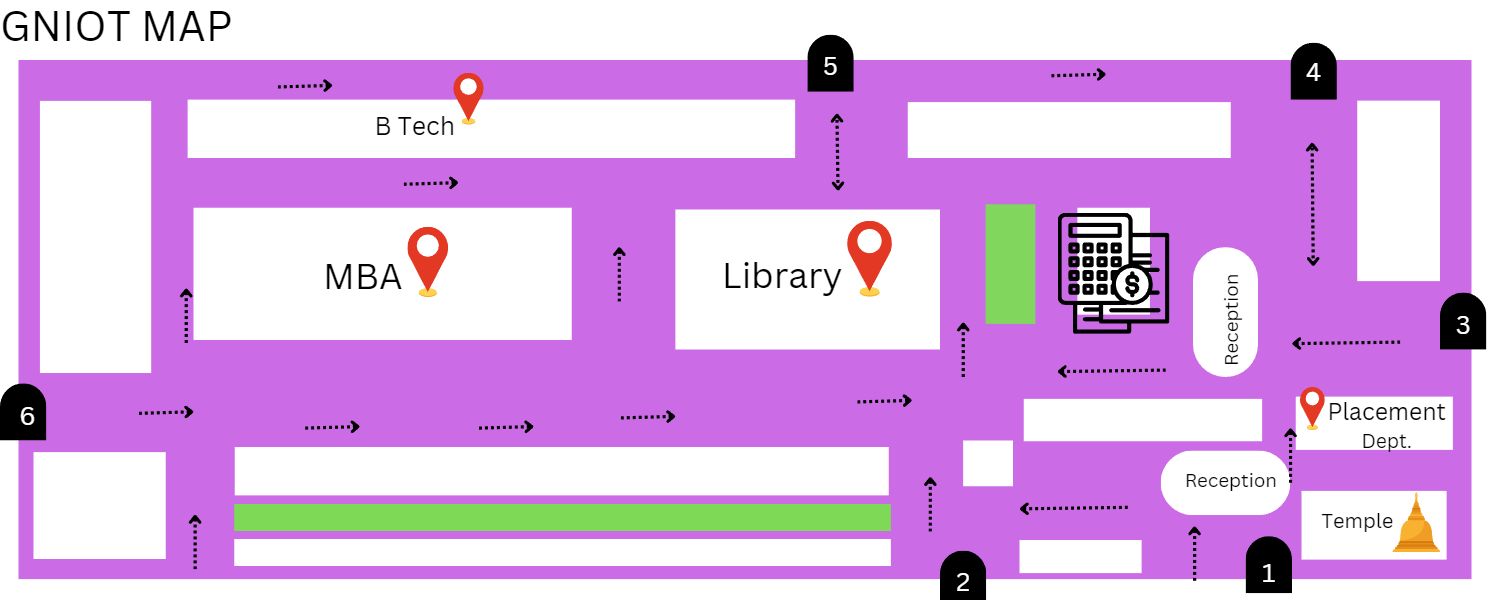 GNIOT MAP
5
4
B Tech
MBA
Library
$
Reception
3
6
Placement
Dept.
Reception
Temple
2
1